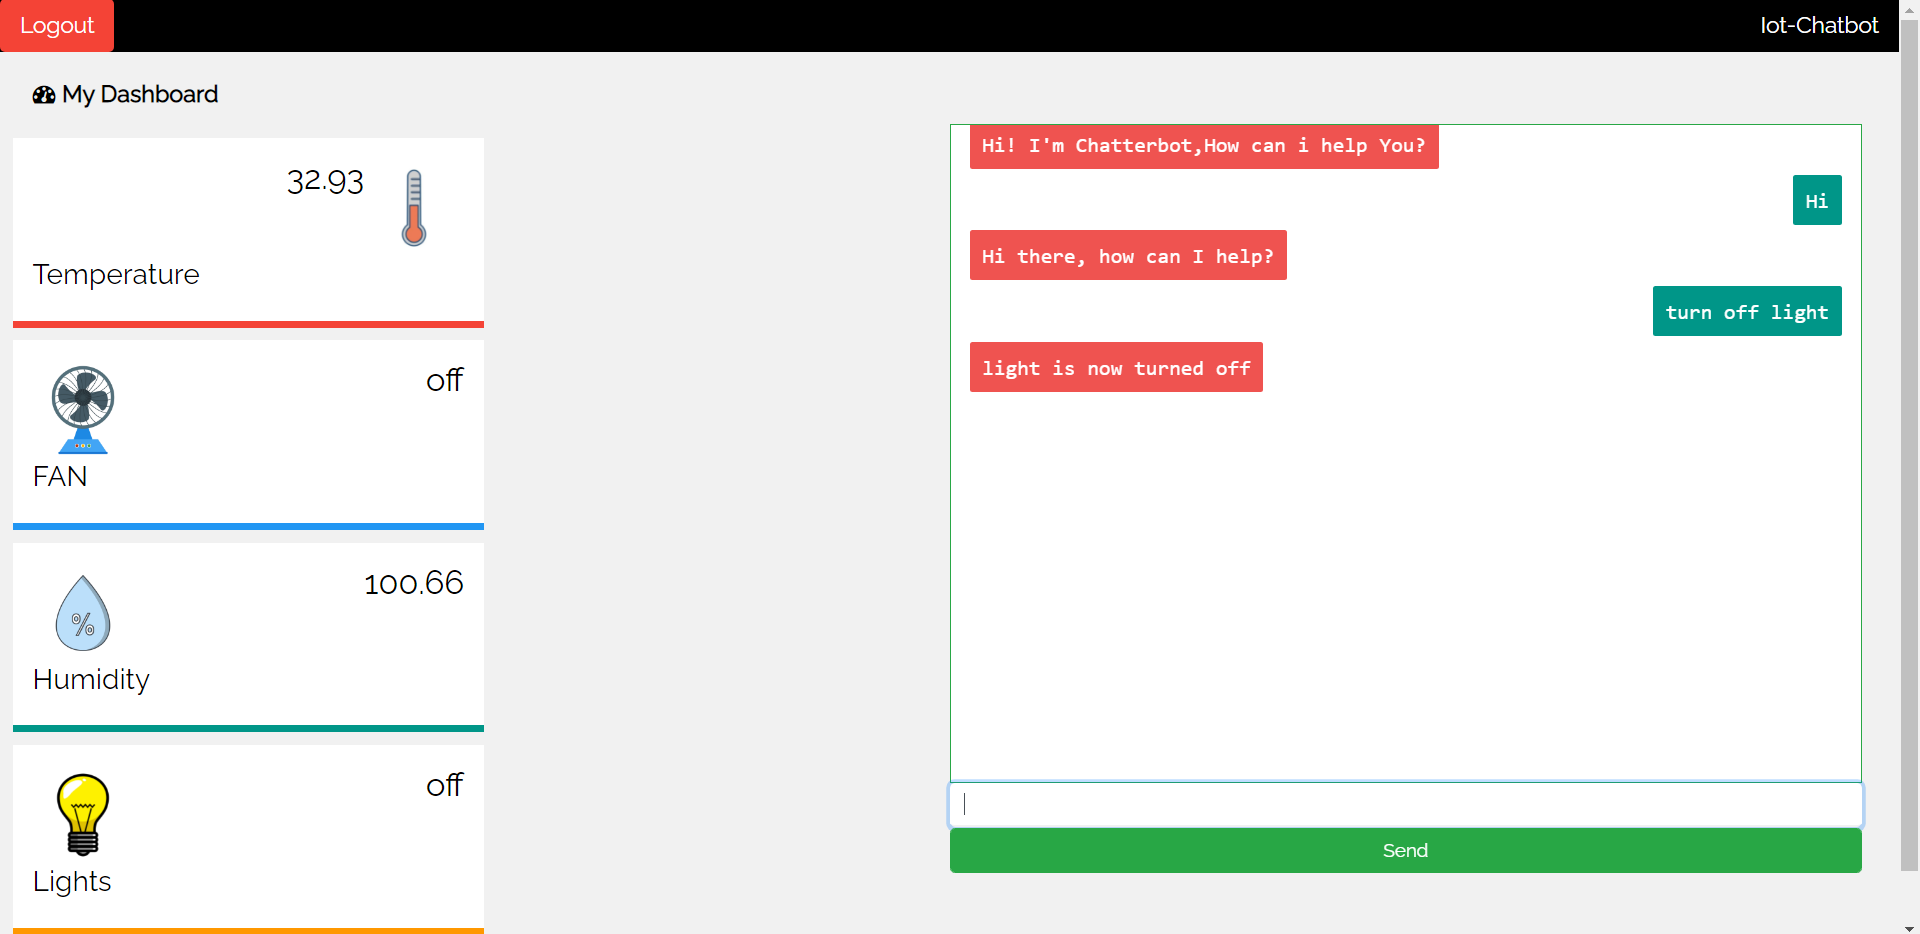 Logout
Iot-Chatbot
My Dashboard
32.93
Temperature
off
FAN
100.66
%
Humidity
off
Lights
Hi! I'm Chatterbot,How can i help You?
Hi
Hi there, how can I help?
turn off light
light is now turned off
Send